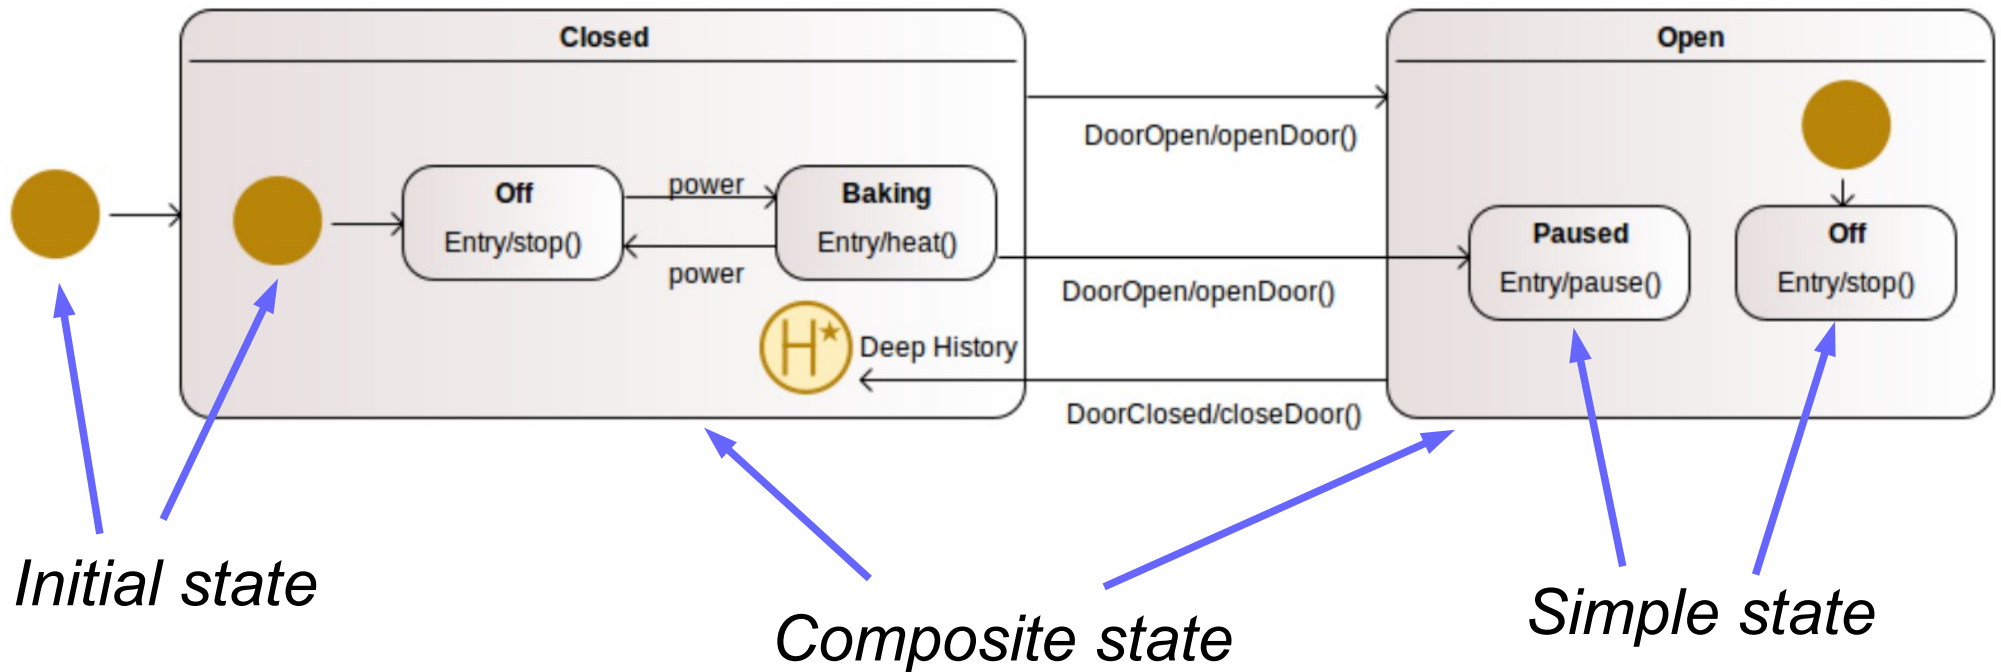 Closed
Open
DoorOpen/openDoor()
Off
Entry/stop()
power
power
Baking
Entry/heat()
Paused
Entry/pause()
Off
Entry/stop()
DoorOpen/openDoor()
H★
Deep History
DoorClosed/closeDoor()
Initial state
Composite state
Simple state